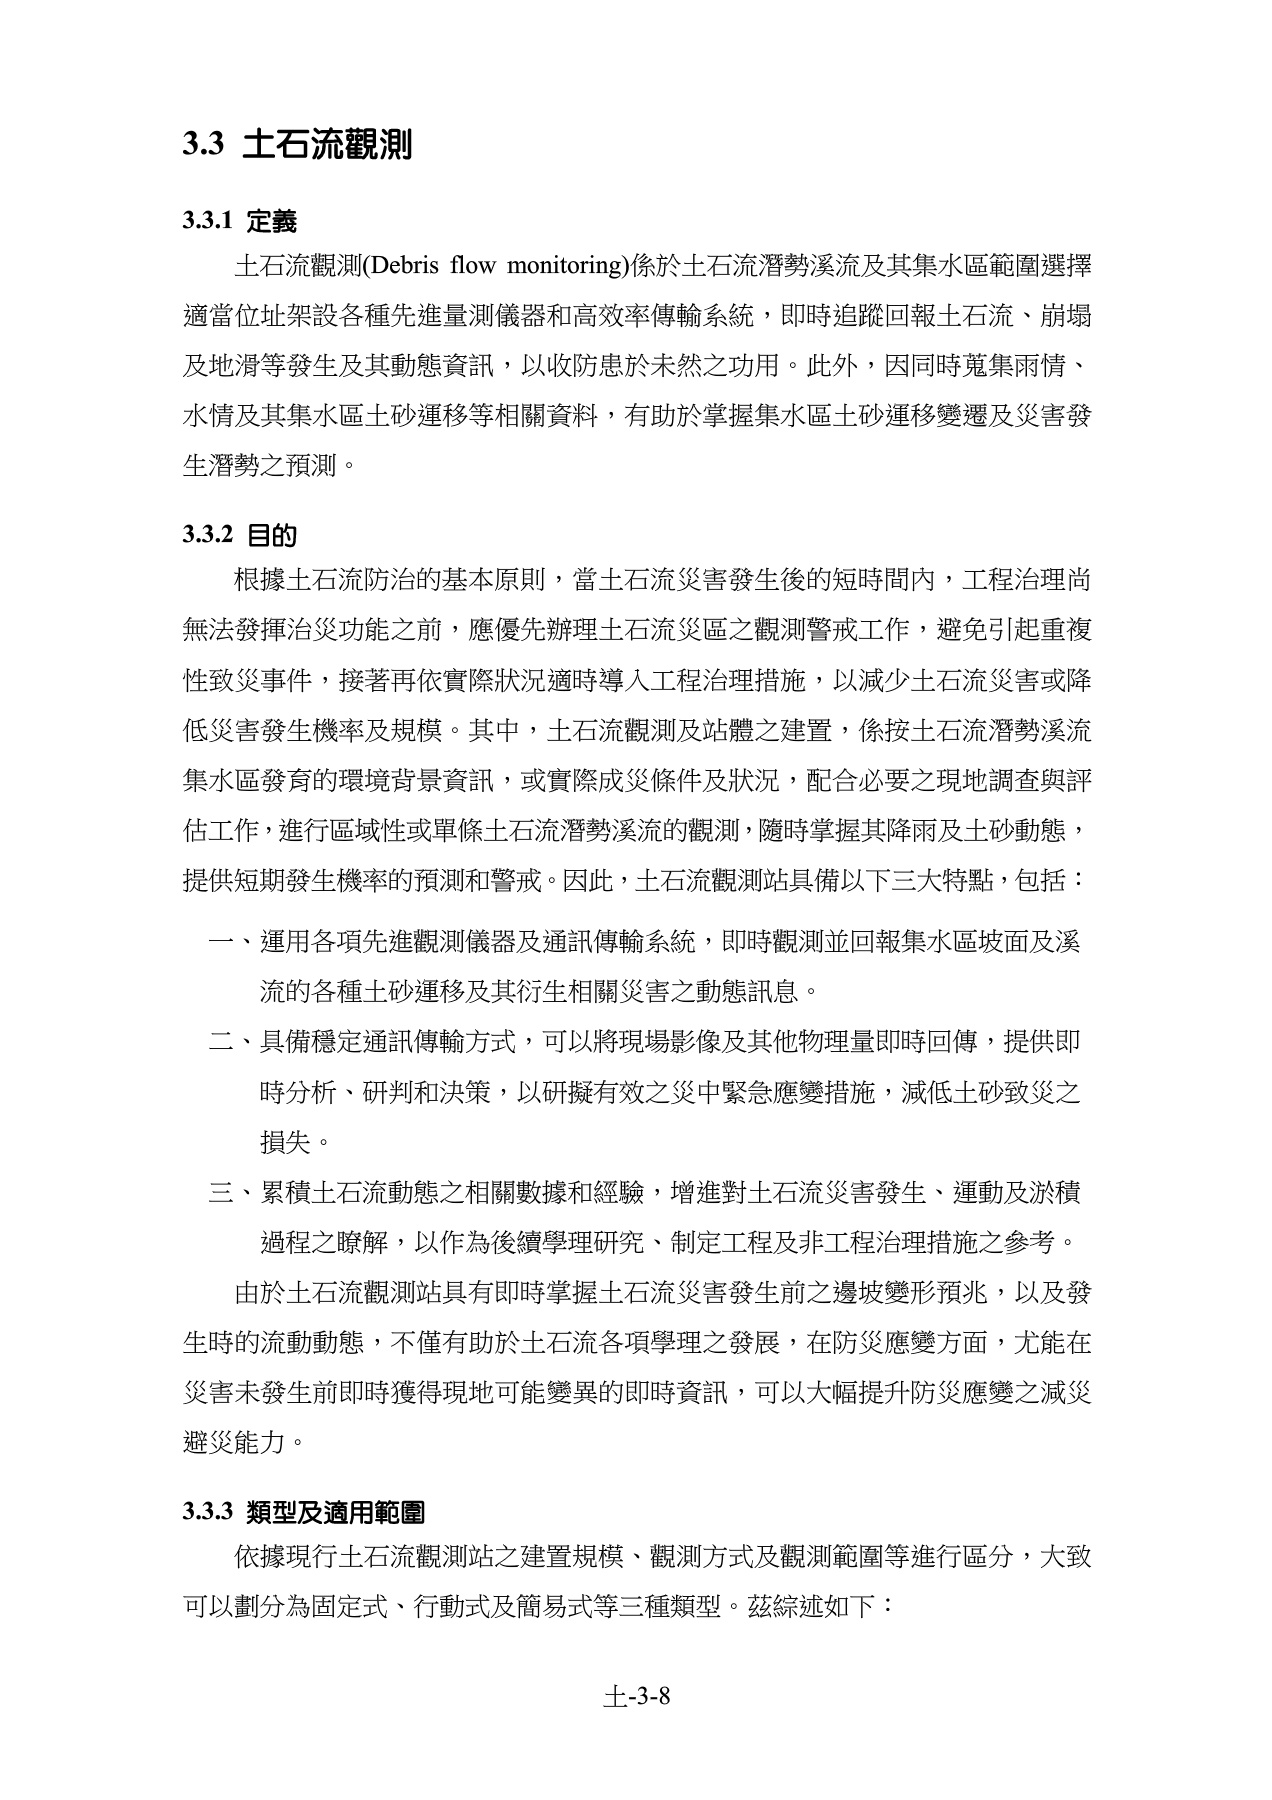 3.3 土石流觀測
3.3.1 定義
土石流觀測(Debris flow monitoring)係於土石流潛勢溪流及其集水區範圍選擇
適當位址架設各種先進量測儀器和高效率傳輸系統，即時追蹤回報土石流、崩塌
及地滑等發生及其動態資訊，以收防患於未然之功用。此外，因同時蒐集雨情、
水情及其集水區土砂運移等相關資料，有助於掌握集水區土砂運移變遷及災害發
生潛勢之預測。
3.3.2 目的
根據土石流防治的基本原則，當土石流災害發生後的短時間內，工程治理尚
無法發揮治災功能之前，應優先辦理土石流災區之觀測警戒工作，避免引起重複
性致災事件，接著再依實際狀況適時導入工程治理措施，以減少土石流災害或降
低災害發生機率及規模。其中，土石流觀測及站體之建置，係按土石流潛勢溪流
集水區發育的環境背景資訊，或實際成災條件及狀況，配合必要之現地調查與評
估工作，進行區域性或單條土石流潛勢溪流的觀測，隨時掌握其降雨及土砂動態，
提供短期發生機率的預測和警戒。因此，土石流觀測站具備以下三大特點，包括：
一、運用各項先進觀測儀器及通訊傳輸系統，即時觀測並回報集水區坡面及溪
流的各種土砂運移及其衍生相關災害之動態訊息。
二、具備穩定通訊傳輸方式，可以將現場影像及其他物理量即時回傳，提供即
時分析、研判和決策，以研擬有效之災中緊急應變措施，減低土砂致災之
損失。
三、累積土石流動態之相關數據和經驗，增進對土石流災害發生、運動及淤積
過程之瞭解，以作為後續學理研究、制定工程及非工程治理措施之參考。
由於土石流觀測站具有即時掌握土石流災害發生前之邊坡變形預兆，以及發
生時的流動動態，不僅有助於土石流各項學理之發展，在防災應變方面，尤能在
災害未發生前即時獲得現地可能變異的即時資訊，可以大幅提升防災應變之減災
避災能力。
3.3.3 類型及適用範圍
依據現行土石流觀測站之建置規模、觀測方式及觀測範圍等進行區分，大致
可以劃分為固定式、行動式及簡易式等三種類型。茲綜述如下：
土-3-8